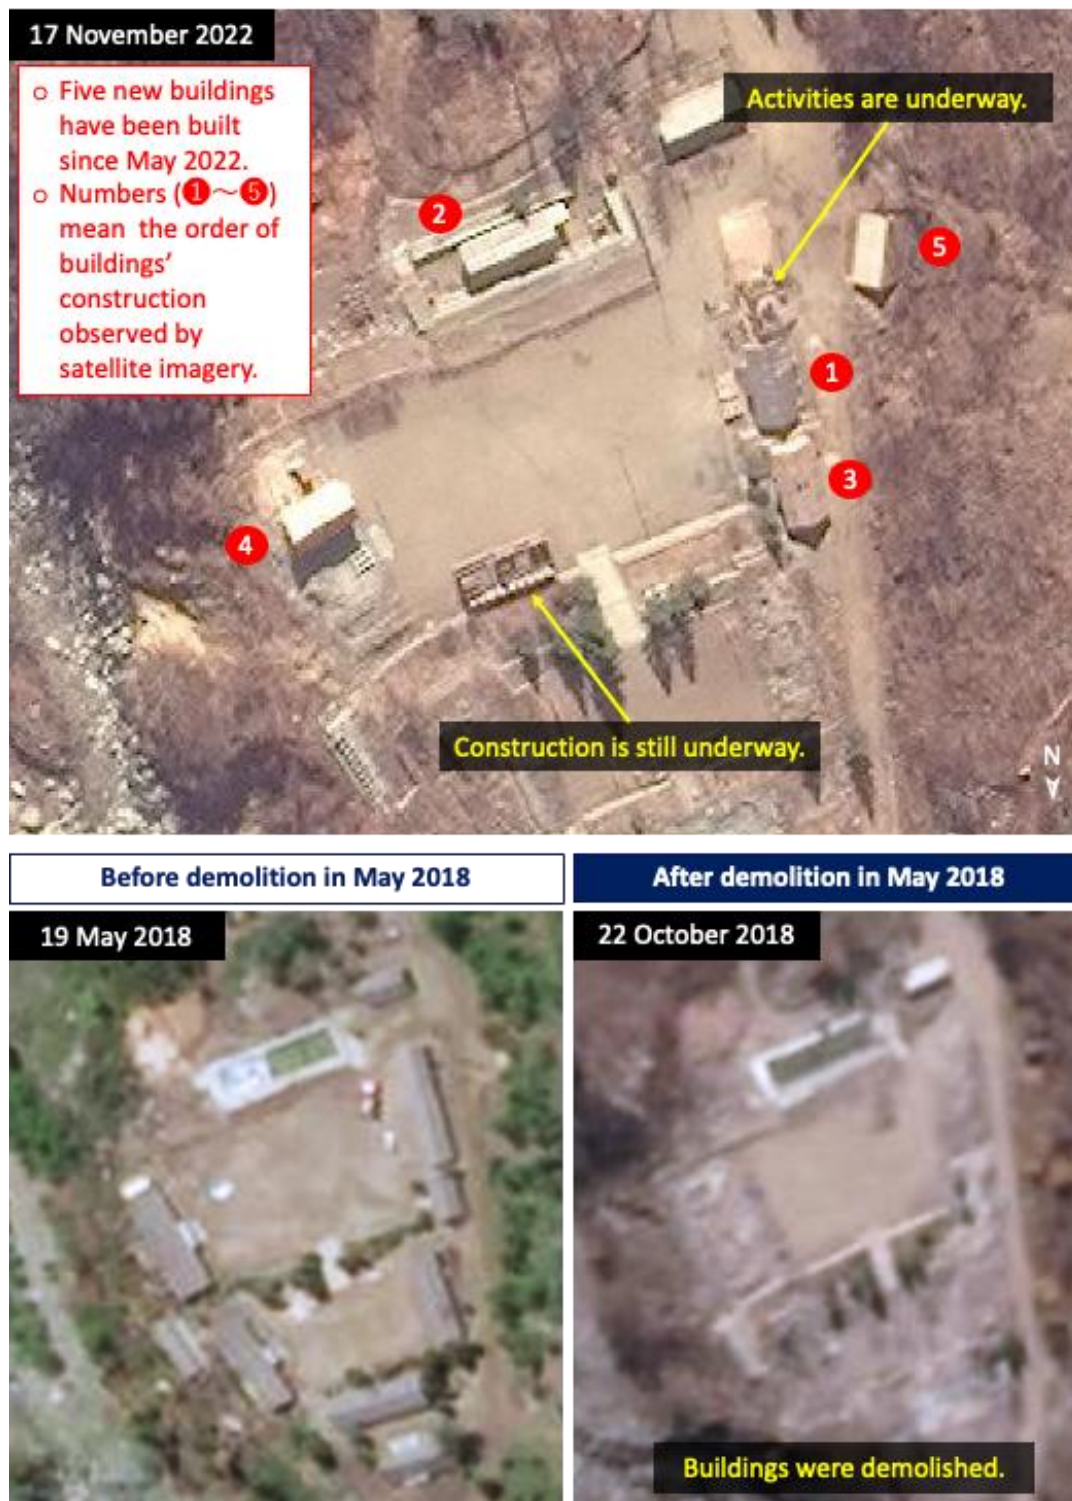 17 November 2022
○ Five new buildings
have been built
since May 2022.
○ Numbers (❶～❺)
mean the order of
buildings’
construction
observed by
satellite imagery.
Activities are underway.
2
5
1
3
4
Construction is still underway.
N
Before demolition in May 2018
After demolition in May 2018
19 May 2018
22 October 2018
Buildings were demolished.